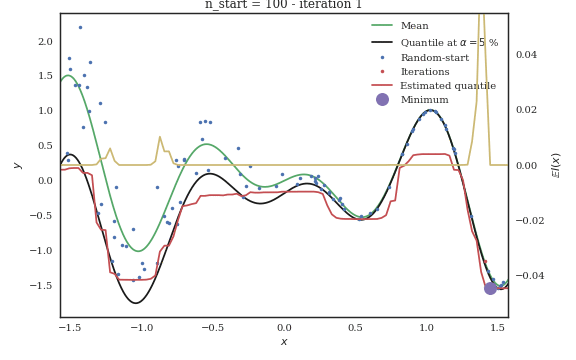 n_start = 100 - iteration 1
Mean
Quantile at α = 5 %
Random-start
Iterations
Estimated quantile
Minimum
2.0
1.5
1.0
0.5
0.0
−0.5
−1.0
−1.5
y
0.04
0.02
0.00
−0.02
−0.04
𝔼I(x)
−1.5 −1.0 −0.5 0.0 0.5 1.0 1.5
x